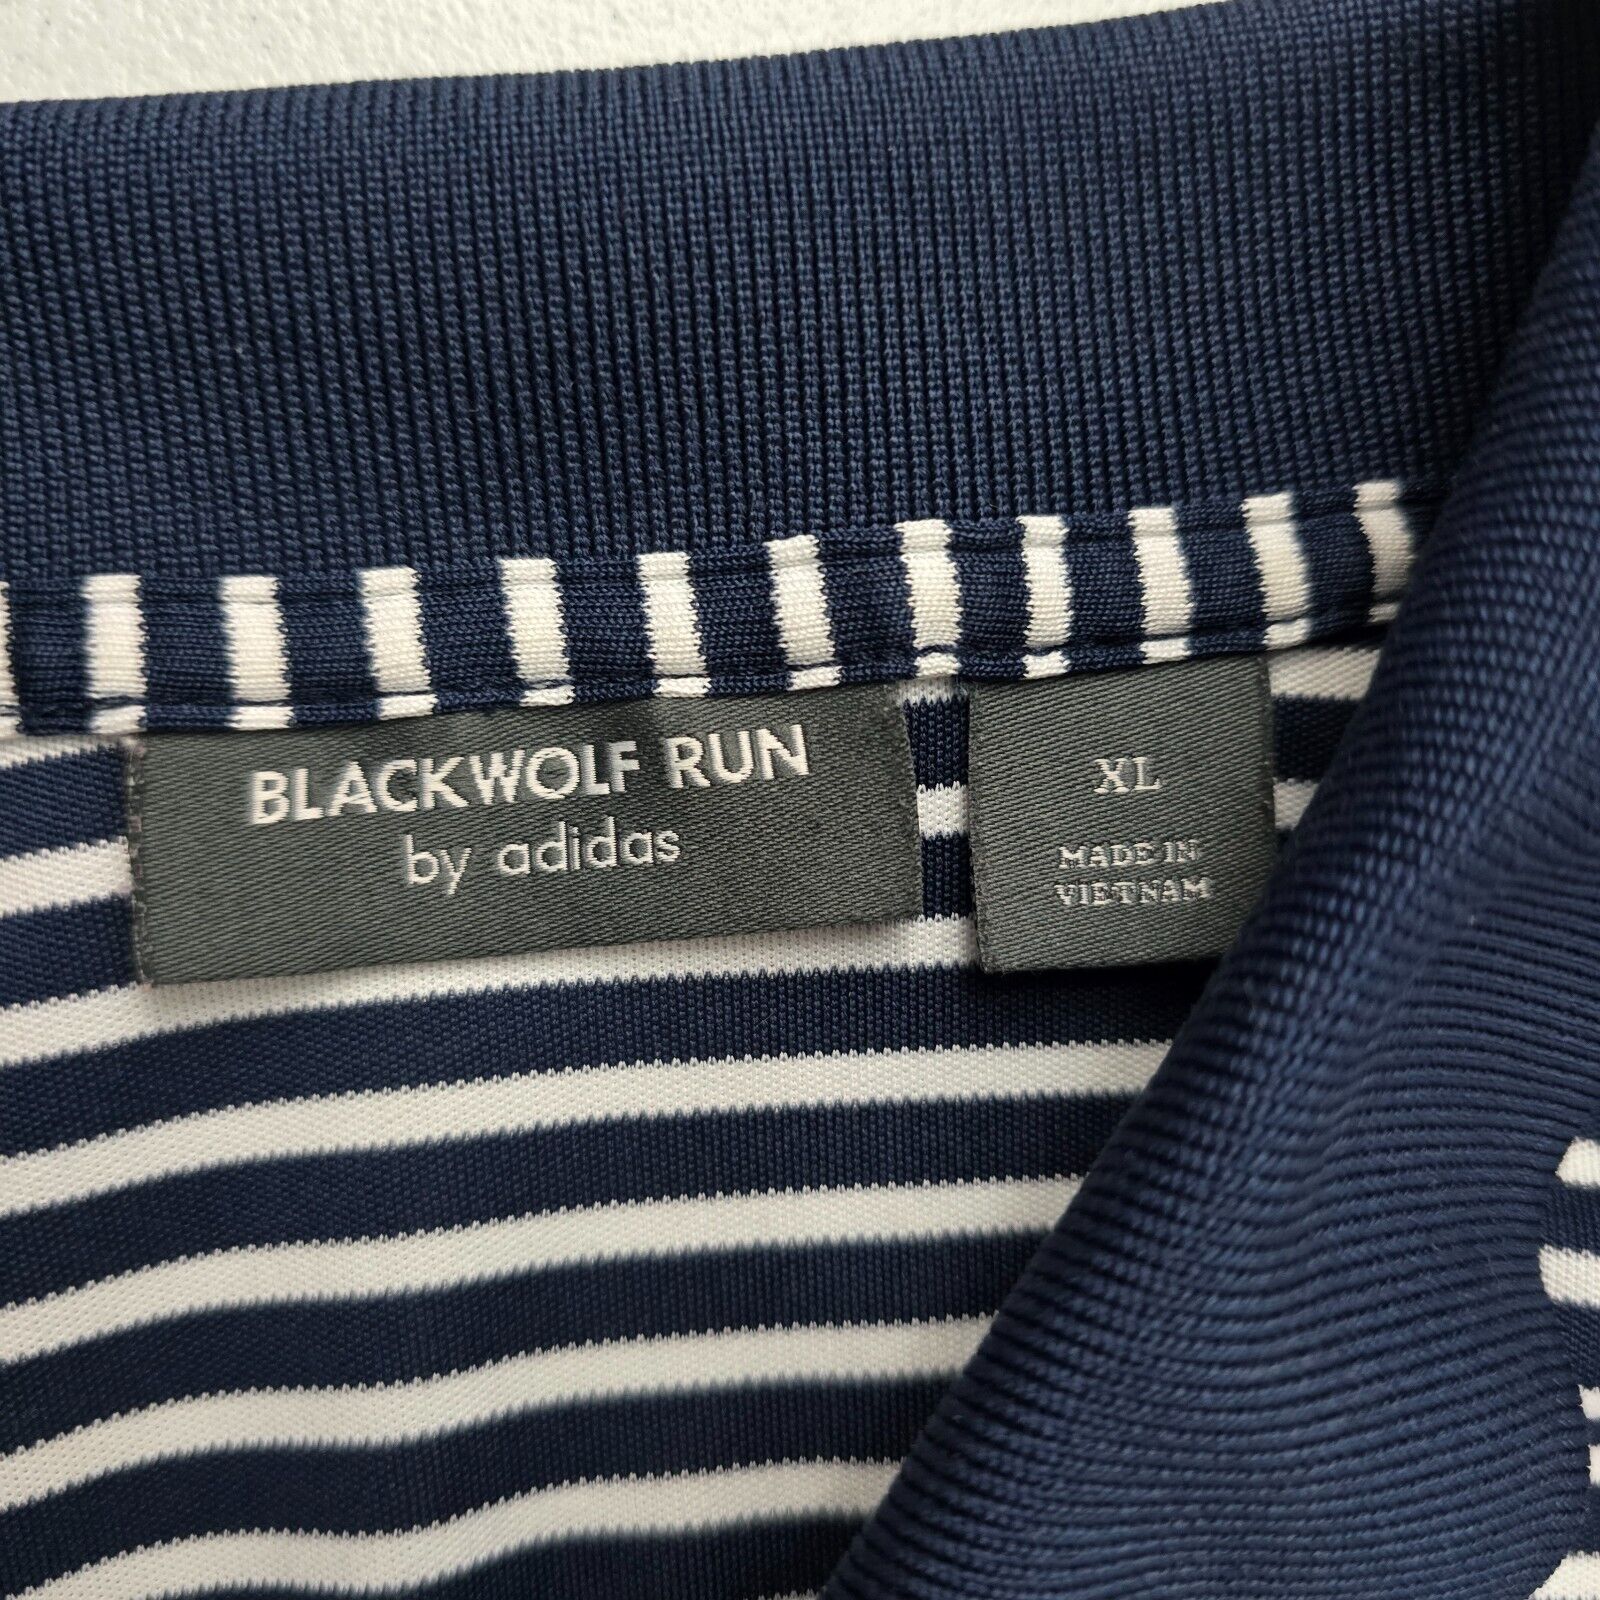 BLACKWOLF RUN
by adidas
XL
MADE IN
VIETNAM